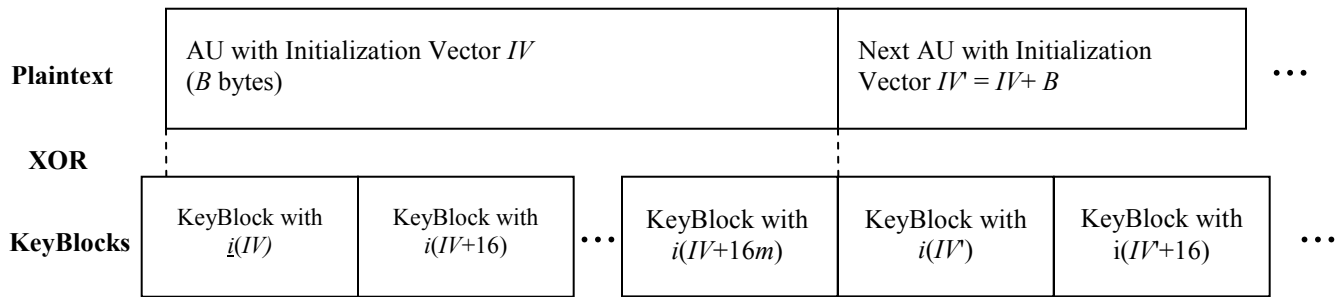 Plaintext
AU with Initialization Vector IV
(B bytes)
Next AU with Initialization
Vector IV' = IV+ B
...
XOR
KeyBlocks
KeyBlock with
i(IV)
KeyBlock with
i(IV+16)
...
KeyBlock with
i(IV+16m)
KeyBlock with
i(IV')
KeyBlock with
i(IV'+16)
...